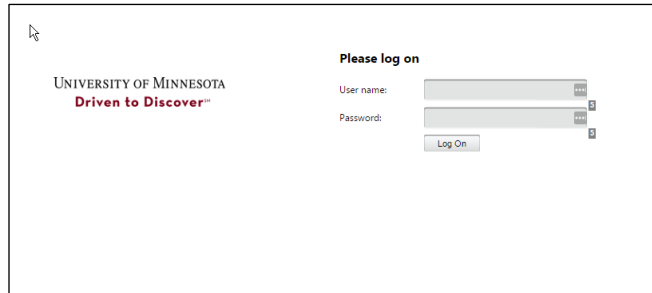 Please log on
UNIVERSITY OF MINNESOTA
Driven to Discover℠
User name:
S
Password:
S
Log On